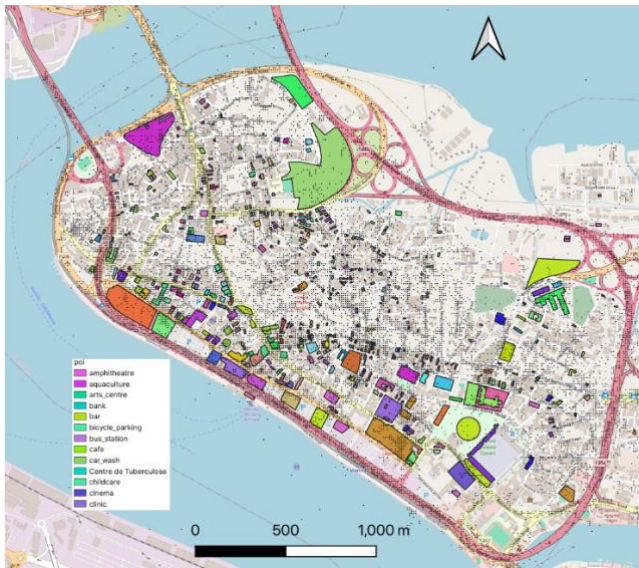 poi
amphitheatre
aquaculture
arts_centre
bank
bar
bicycle_parking
bus_station
cafe
car_wash
Centre de Tuberculose
childcare
cinema
clinic
0 500 1,000 m